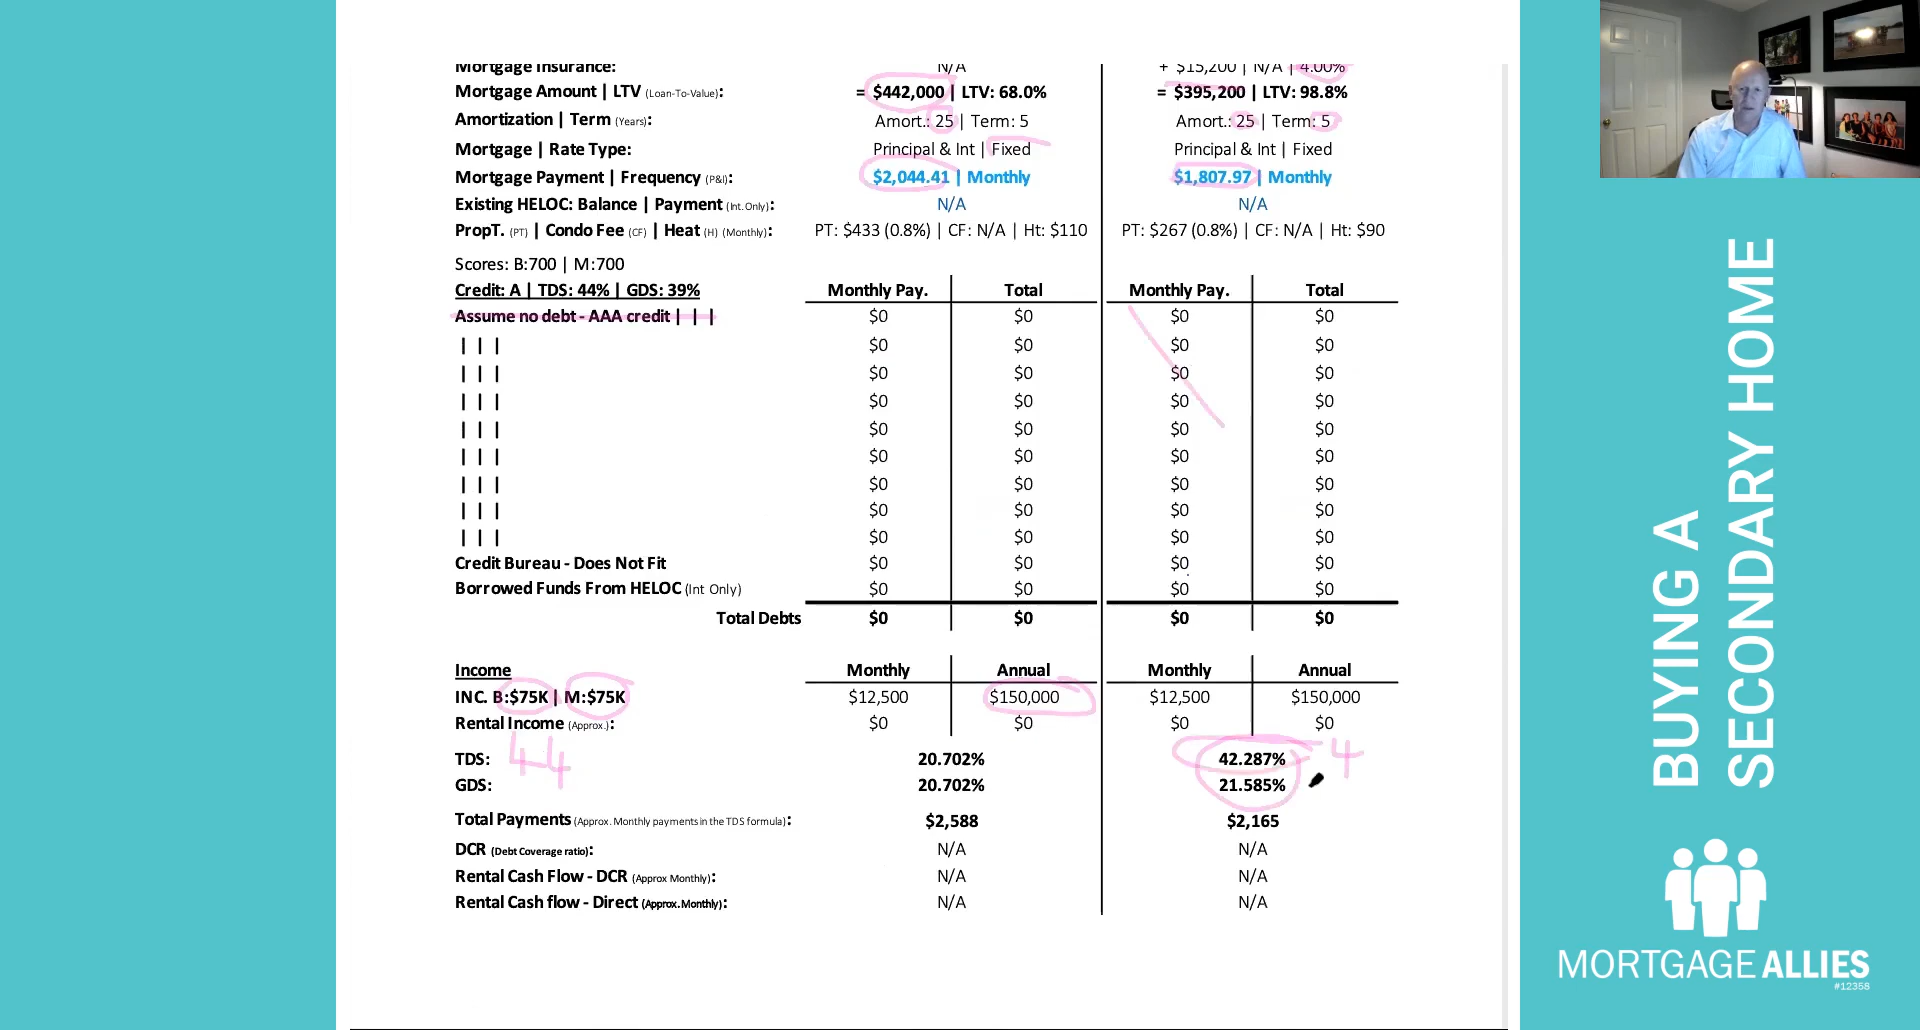 Mortgage Insurance: N/A + $15,200 | N/A | 4.00%
Mortgage Amount | LTV (Loan-To-Value): = $442,000 | LTV: 68.0% = $395,200 | LTV: 98.8%
Amortization | Term (Years): Amort.: 25 | Term: 5 Amort.: 25 | Term: 5
Mortgage | Rate Type: Principal & Int | Fixed Principal & Int | Fixed
Mortgage Payment | Frequency (P&I): $2,044.41 | Monthly $1,807.97 | Monthly
Existing HELOC: Balance | Payment (Int.Only): N/A N/A
PropT. (PT) | Condo Fee (CF) | Heat (H) (Monthly): PT: $433 (0.8%) | CF: N/A | Ht: $110 PT: $267 (0.8%) | CF: N/A | Ht: $90
Scores: B:700 | M:700
Credit: A | TDS: 44% | GDS: 39% Monthly Pay. Total Monthly Pay. Total
Assume no debt - AAA credit | | | $0 $0 $0 $0
| | | $0 $0 $0 $0
| | | $0 $0 $0 $0
| | | $0 $0 $0 $0
| | | $0 $0 $0 $0
| | | $0 $0 $0 $0
| | | $0 $0 $0 $0
| | | $0 $0 $0 $0
| | | $0 $0 $0 $0
Credit Bureau - Does Not Fit $0 $0 $0 $0
Borrowed Funds From HELOC (Int Only) $0 $0 $0 $0
Total Debts $0 $0 $0 $0
Income Monthly Annual Monthly Annual
INC. B:$75K | M:$75K $12,500 $150,000 $12,500 $150,000
Rental Income (Approx.): $0 $0 $0 $0
TDS: 44 20.702% 42.287% 4
GDS: 20.702% 21.585%
Total Payments (Approx. Monthly payments in the TDS formula): $2,588 $2,165
DCR (Debt Coverage ratio): N/A N/A
Rental Cash Flow - DCR (Approx Monthly): N/A N/A
Rental Cash flow - Direct (Approx. Monthly): N/A N/A
BUYING A
SECONDARY HOME
MORTGAGE ALLIES
#12358